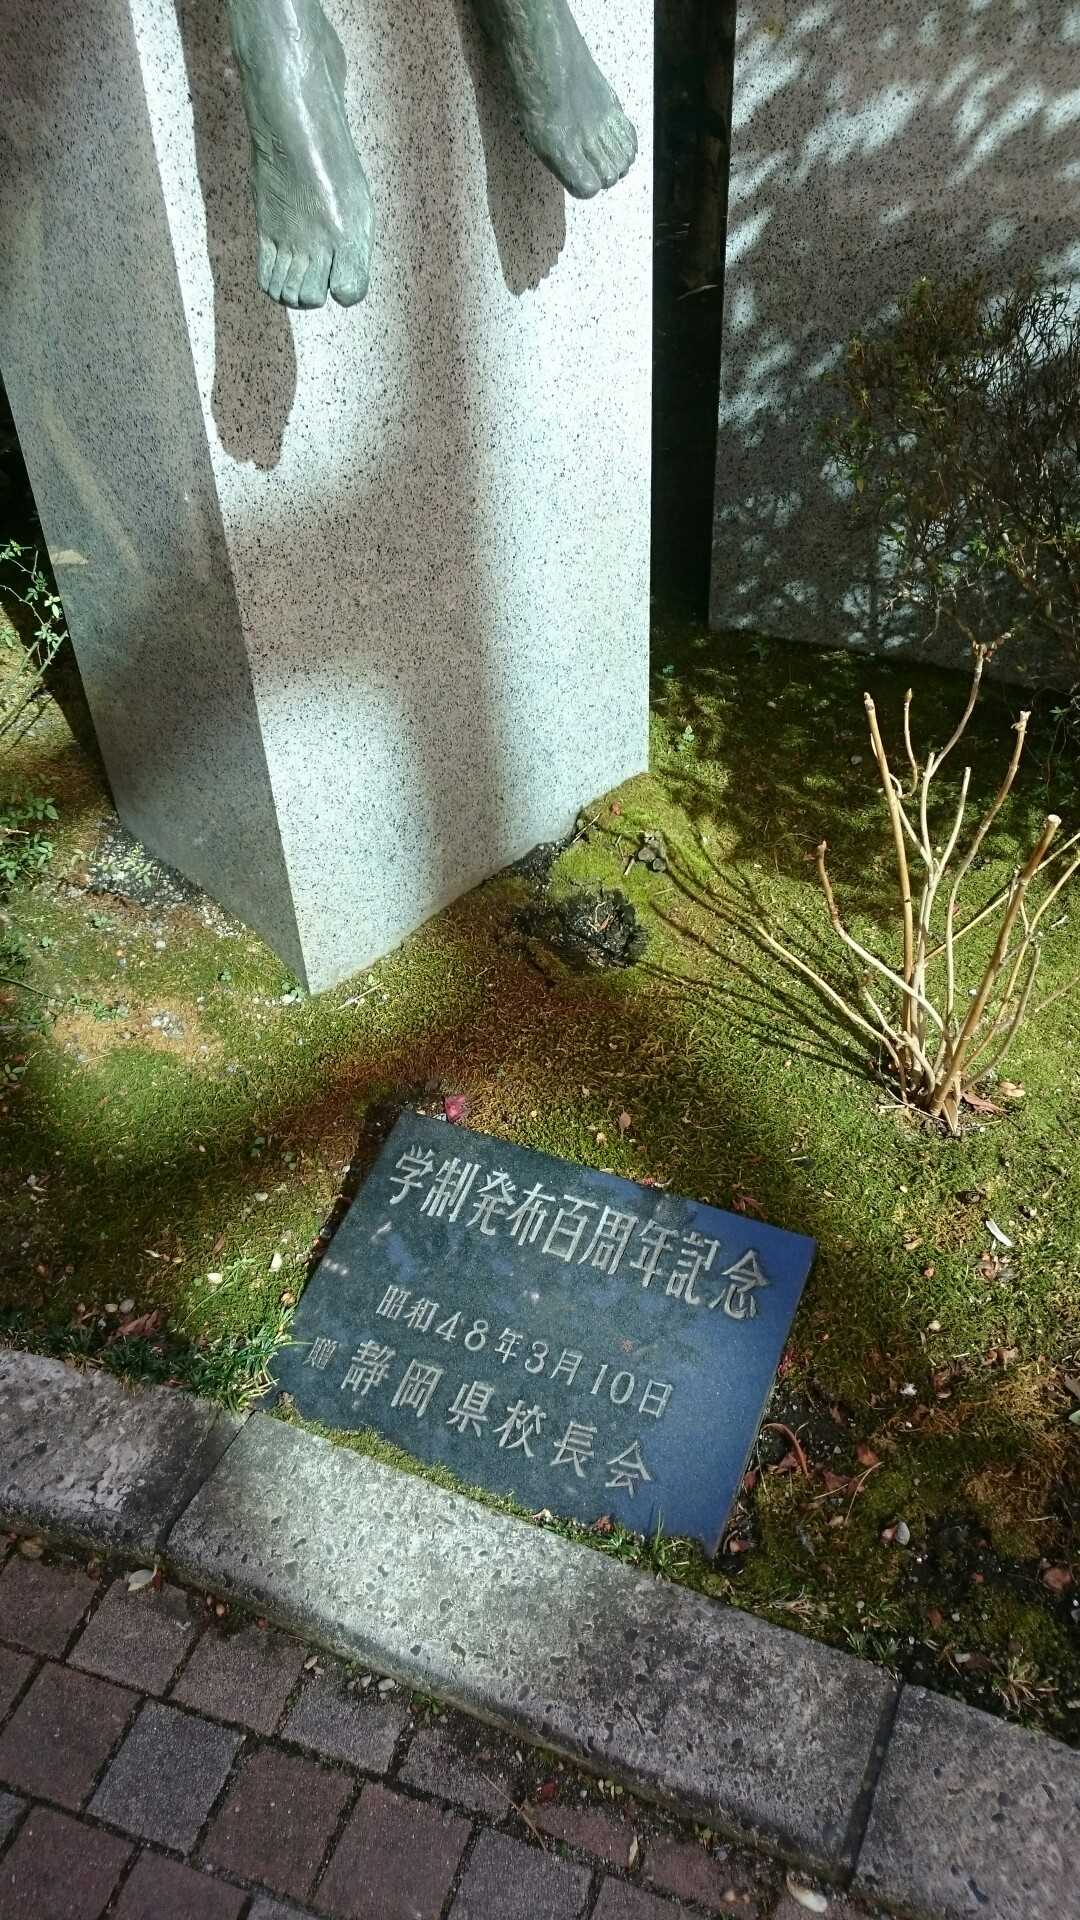 学制発布百周年記念
昭和48年3月10日
贈 静岡県校長会